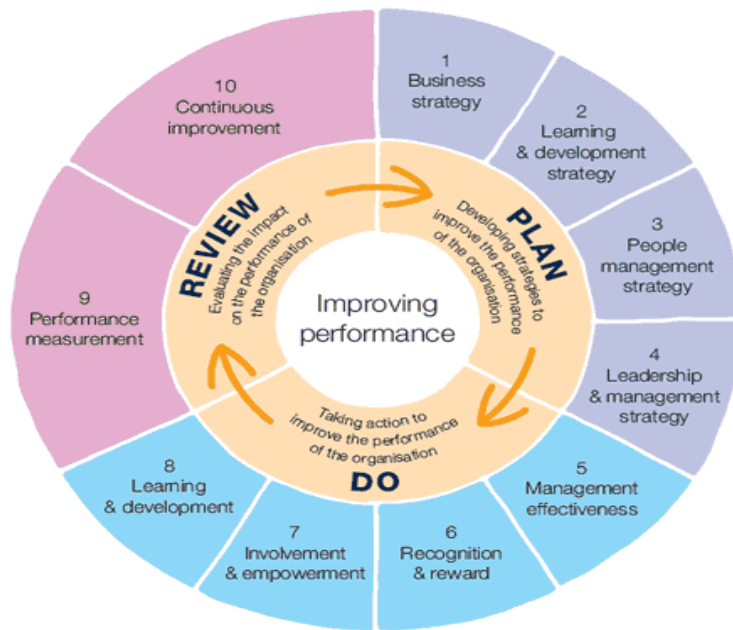 1
Business
strategy
2
Learning
& development
strategy
3
People
management
strategy
4
Leadership
& management
strategy
5
Management
effectiveness
6
Recognition
& reward
7
Involvement
& empowerment
8
Learning
& development
9
Performance
measurement
10
Continuous
improvement
PLAN
Developing strategies to
improve the performance
of the organisation
DO
Taking action to
improve the performance
of the organisation
REVIEW
Evaluating the impact
on the performance of
the organisation
Improving
performance